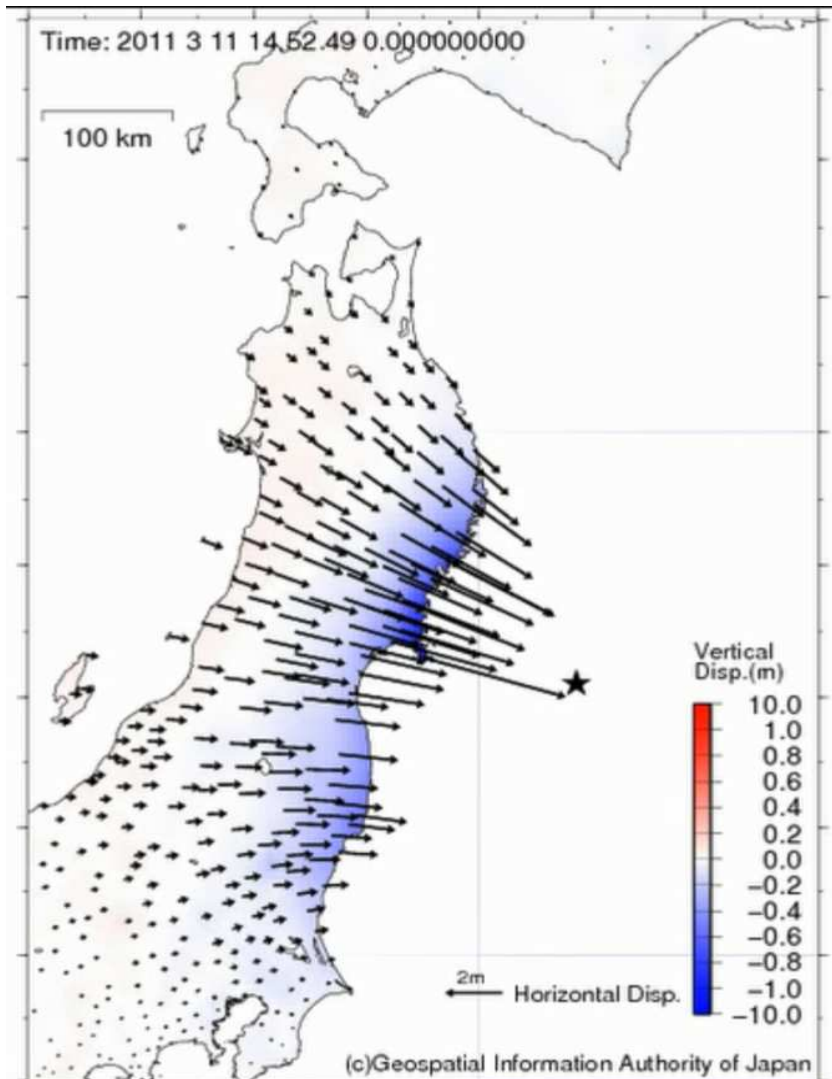 Time: 2011 3 11 14.52.49 0.000000000
100 km
Vertical
Disp.(m)
10.0
1.0
0.8
0.6
0.4
0.2
0.0
−0.2
−0.4
−0.6
−0.8
−1.0
−10.0
2m
Horizontal Disp.
(c)Geospatial Information Authority of Japan